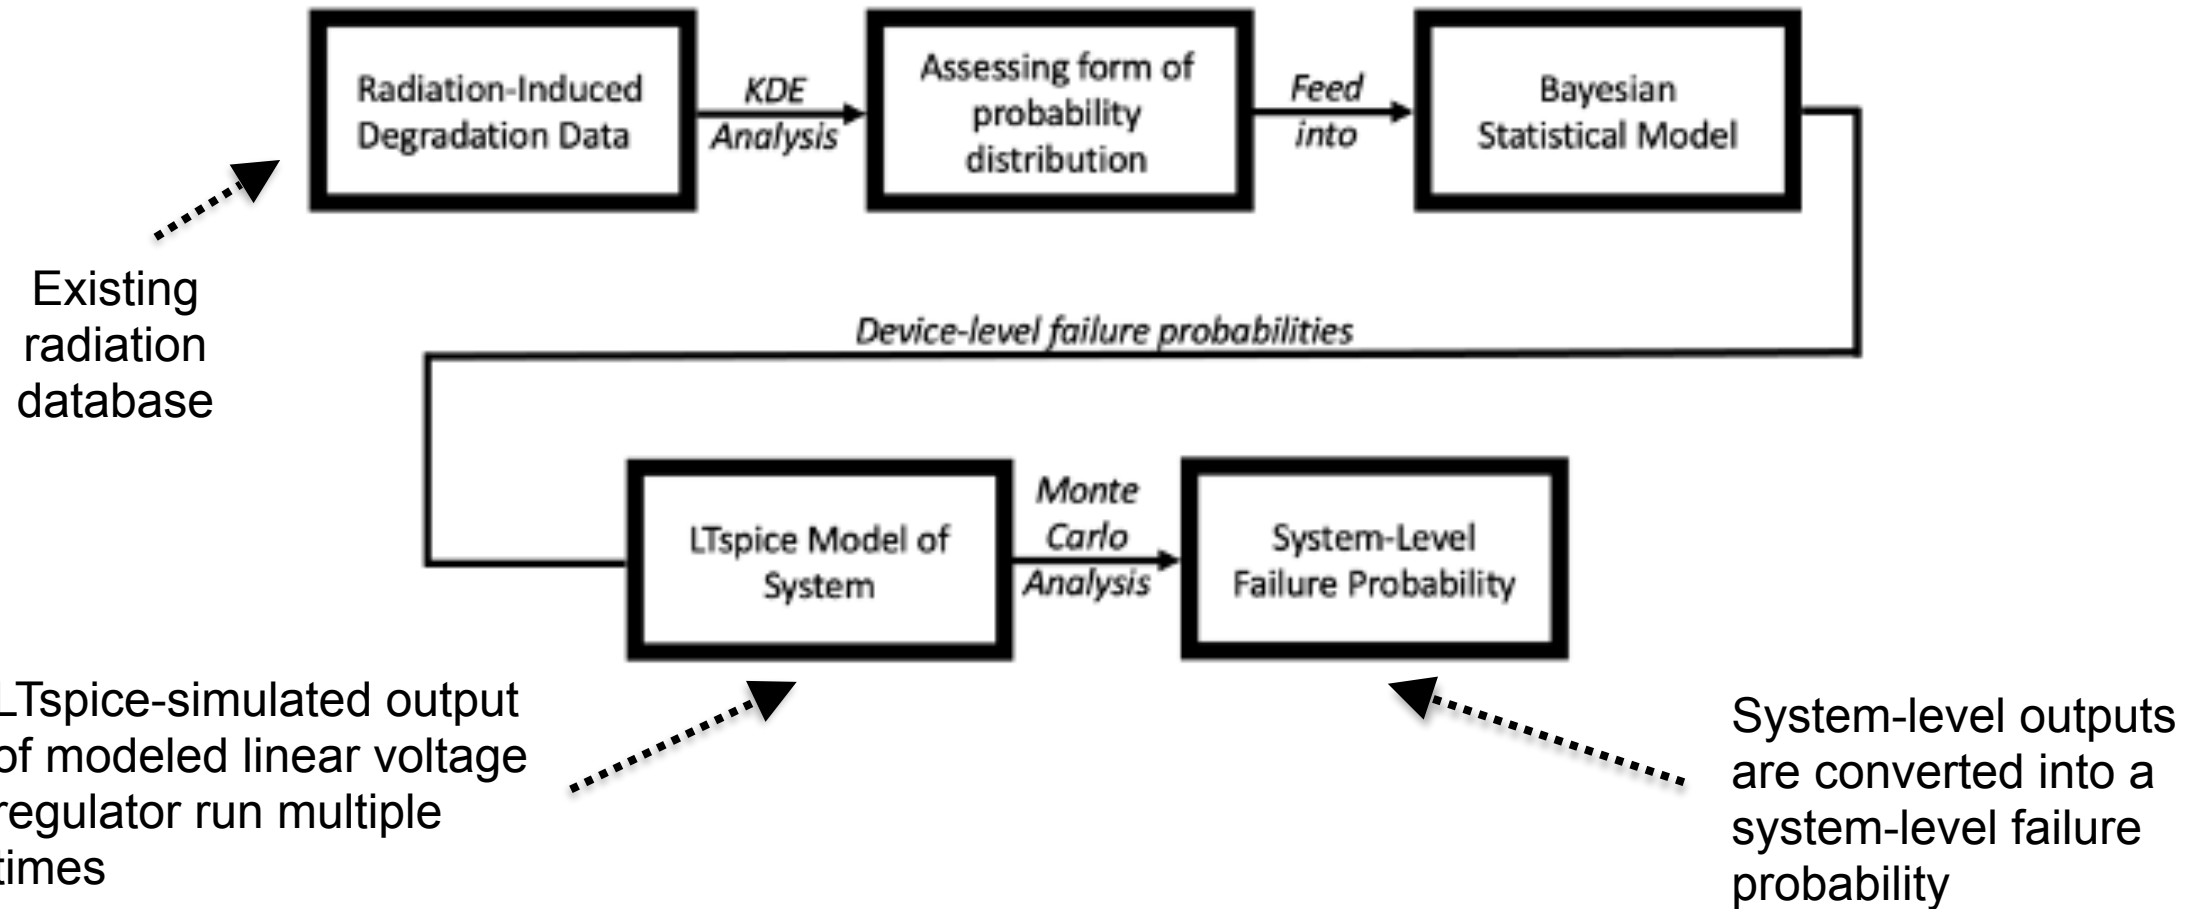 Radiation-Induced
Degradation Data
KDE
Analysis
Assessing form of
probability
distribution
Feed
into
Bayesian
Statistical Model
Existing
radiation
database
Device-level failure probabilities
LTspice Model of
System
Monte
Carlo
Analysis
System-Level
Failure Probability
LTspice-simulated output
of modeled linear voltage
regulator run multiple
times
System-level outputs
are converted into a
system-level failure
probability